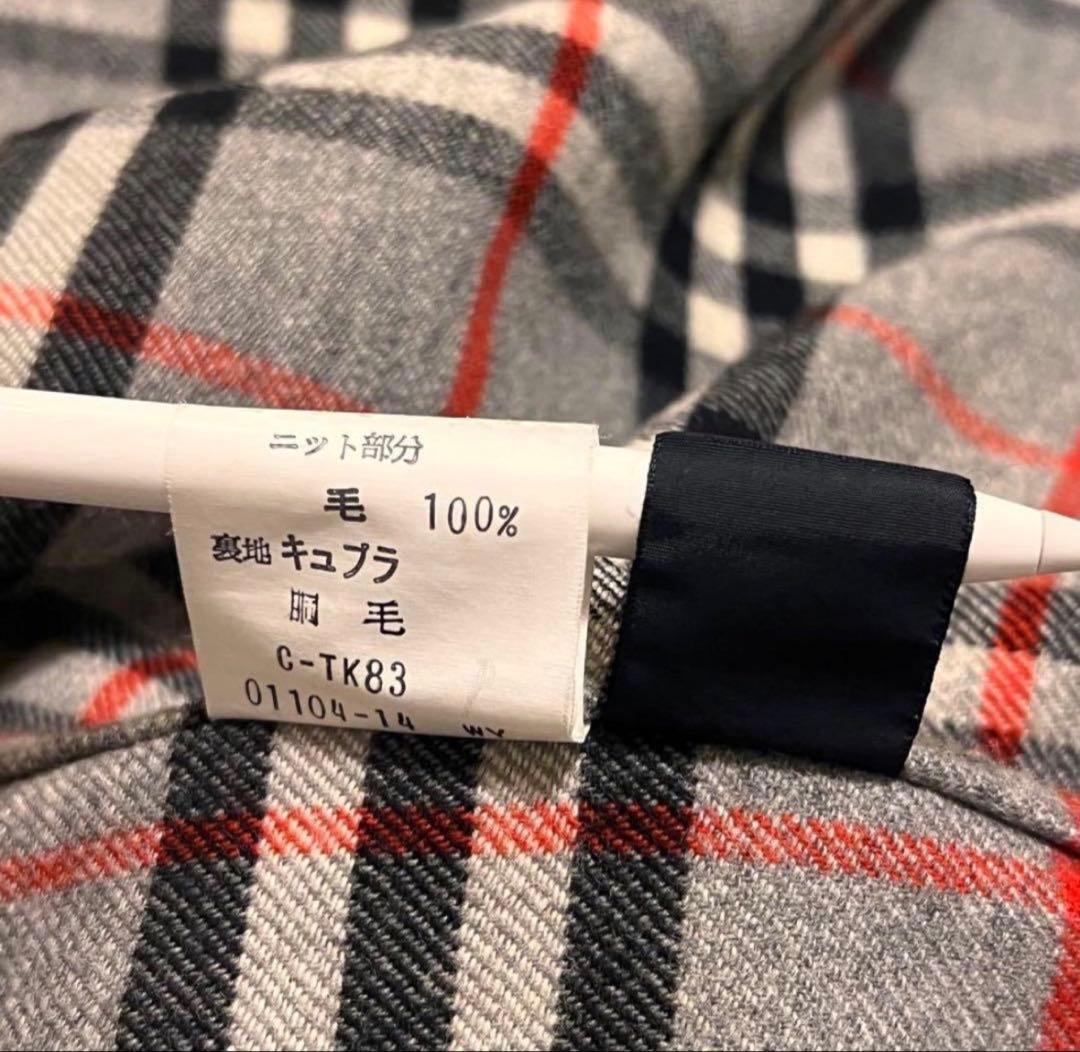 ニット部分
毛 100%
裏地キュプラ
胴 毛
C-TK83
01104-14